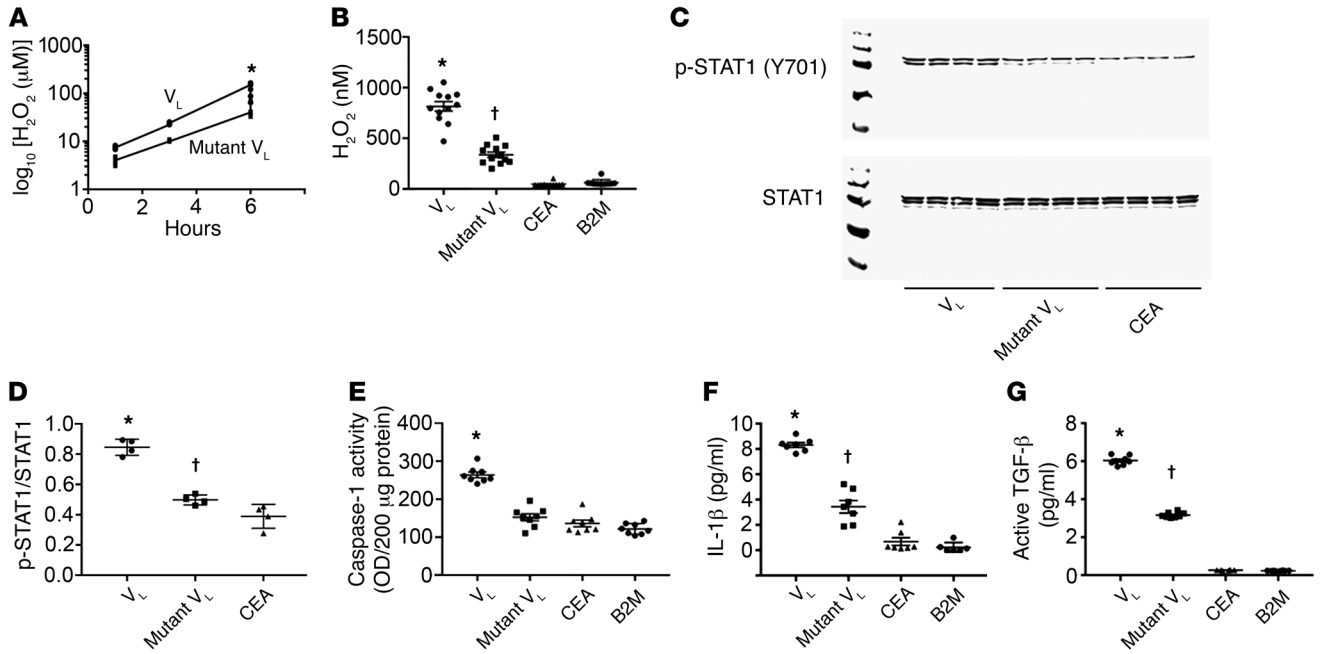 A
log10 [H2O2 (μM)]
1000
100
10
1
0 2 4 6
Hours
VL
Mutant VL
*
B
H2O2 (nM)
1500
1000
500
0
*
†
VL
Mutant VL
CEA
B2M
C
p-STAT1 (Y701)
STAT1
VL
Mutant VL
CEA
D
p-STAT1/STAT1
1.0
0.8
0.6
0.4
0.2
0.0
*
†
VL
Mutant VL
CEA
E
Caspase-1 activity
(OD/200 μg protein)
400
300
200
100
0
*
VL
Mutant VL
CEA
B2M
F
IL-1β (pg/ml)
10
8
6
4
2
0
*
†
VL
Mutant VL
CEA
B2M
G
Active TGF-β
(pg/ml)
8
6
4
2
0
*
†
VL
Mutant VL
CEA
B2M